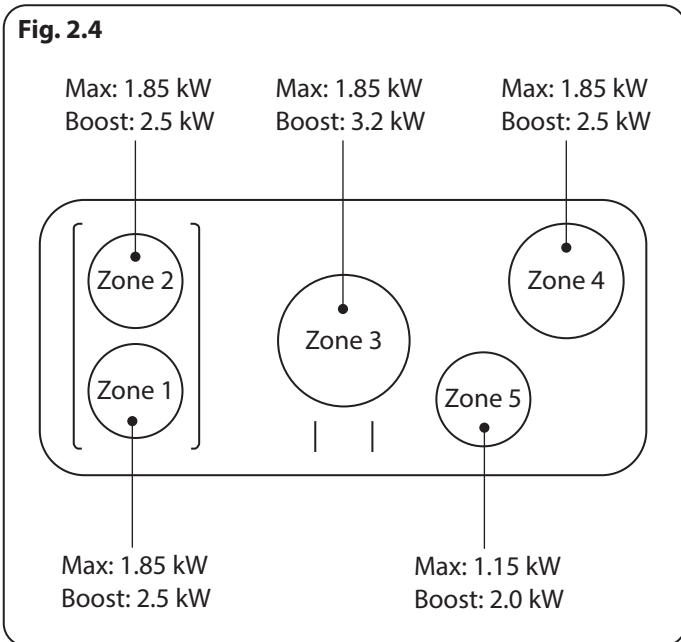 Fig. 2.4
Max: 1.85 kW
Boost: 2.5 kW
Max: 1.85 kW
Boost: 3.2 kW
Max: 1.85 kW
Boost: 2.5 kW
Zone 2
Zone 4
Zone 3
Zone 1
Zone 5
Max: 1.85 kW
Boost: 2.5 kW
Max: 1.15 kW
Boost: 2.0 kW